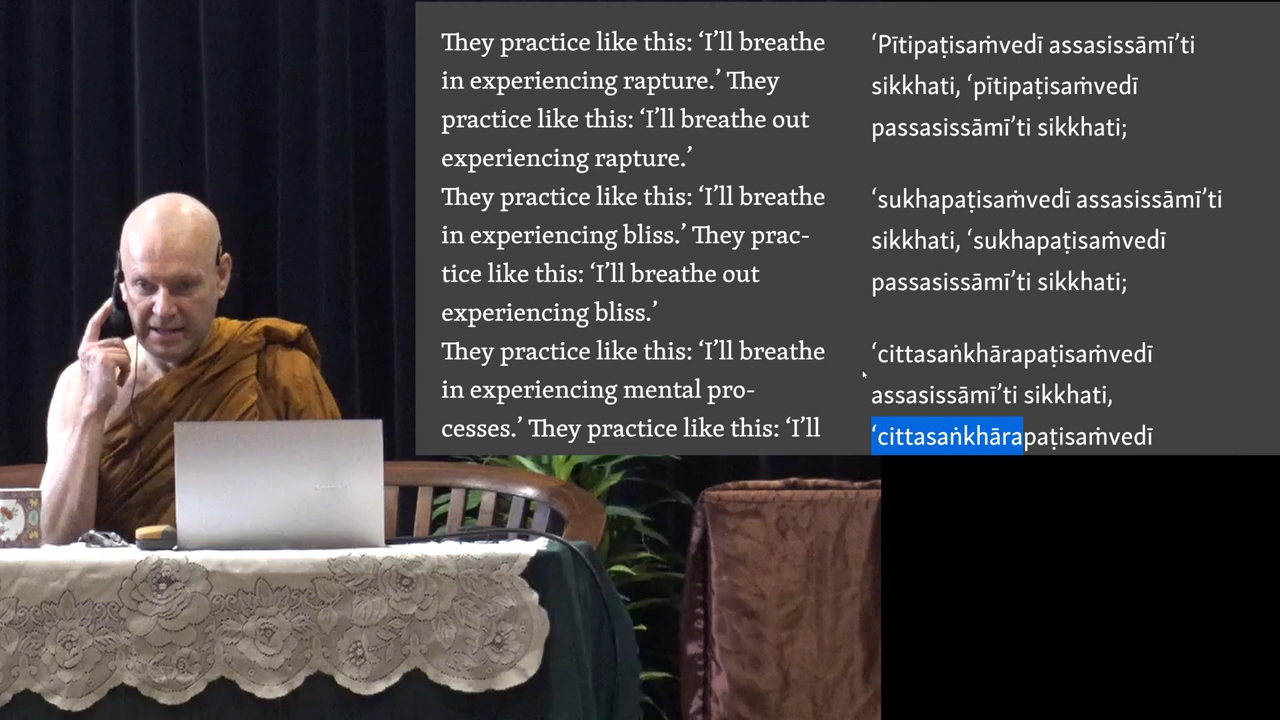 They practice like this: ‘I’ll breathe
in experiencing rapture.’ They
practice like this: ‘I’ll breathe out
experiencing rapture.’
They practice like this: ‘I’ll breathe
in experiencing bliss.’ They prac-
tice like this: ‘I’ll breathe out
experiencing bliss.’
They practice like this: ‘I’ll breathe
in experiencing mental pro-
cesses.’ They practice like this: ‘I’ll
‘Pītipaṭisaṁvedī assasissāmī’ti
sikkhati, ‘pītipaṭisaṁvedī
passasissāmī’ti sikkhati;
‘sukhapaṭisaṁvedī assasissāmī’ti
sikkhati, ‘sukhapaṭisaṁvedī
passasissāmī’ti sikkhati;
‘cittasaṅkhārapaṭisaṁvedī
assasissāmī’ti sikkhati,
‘cittasaṅkhārapaṭisaṁvedī